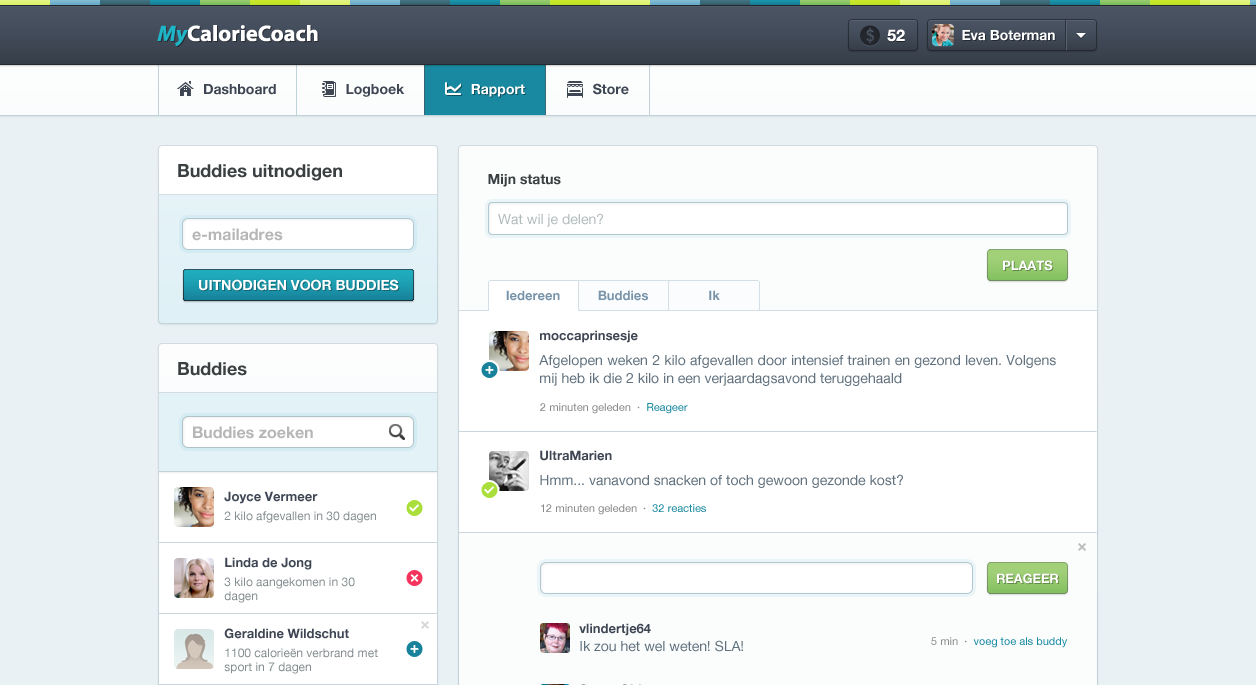 MyCalorieCoach
52
Eva Boterman
Dashboard
Logboek
Rapport
Store
Buddies uitnodigen
e-mailadres
UITNODIGEN VOOR BUDDIES
Buddies
Buddies zoeken
Joyce Vermeer
2 kilo afgevallen in 30 dagen
Linda de Jong
3 kilo aangekomen in 30
dagen
Geraldine Wildschut
1100 calorieën verbrand met
sport in 7 dagen
Mijn status
Wat wil je delen?
PLAATS
Iedereen
Buddies
Ik
moccaprinsesje
Afgelopen weken 2 kilo afgevallen door intensief trainen en gezond leven. Volgens
mij heb ik die 2 kilo in een verjaardagsavond teruggehaald
2 minuten geleden · Reageer
UltraMarien
Hmm... vanavond snacken of toch gewoon gezonde kost?
12 minuten geleden · 32 reacties
REAGEER
vlindertje64
Ik zou het wel weten! SLA!
5 min · voeg toe als buddy